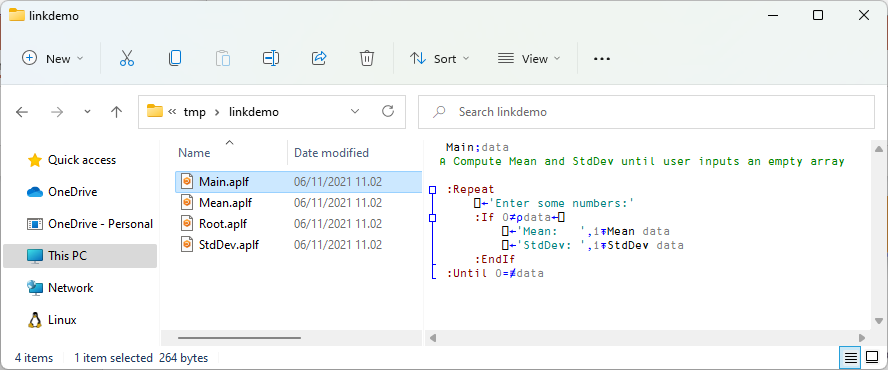 linkdemo
New
Sort
View
tmp
linkdemo
Search linkdemo
Quick access
OneDrive
OneDrive - Personal
This PC
Network
Linux
Name Date modified
Main.aplf 06/11/2021 11.02
Mean.aplf 06/11/2021 11.02
Root.aplf 06/11/2021 11.02
StdDev.aplf 06/11/2021 11.02
Main;data
⍝ Compute Mean and StdDev until user inputs an empty array
:Repeat
⎕←'Enter some numbers:'
:If 0≠⍴data←⎕
⎕←'Mean:   ',1⍕Mean data
⎕←'StdDev: ',1⍕StdDev data
:EndIf
:Until 0=≢data
4 items 1 item selected 264 bytes